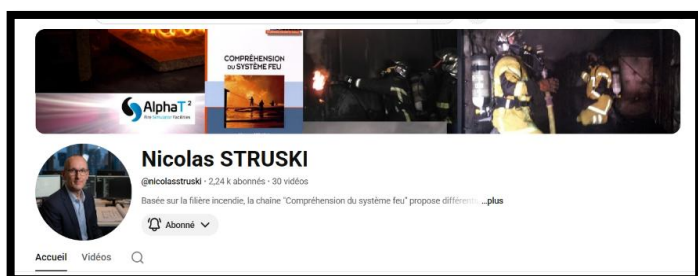 COMPRÉHENSION
DU SYSTÈME FEU
AlphaT²
Nicolas STRUSKI
@nicolasstruski · 2,24 k abonnés · 30 vidéos
Basée sur la filière incendie, la chaîne "Compréhension du système feu" propose différents ...plus
Abonné
Accueil Vidéos